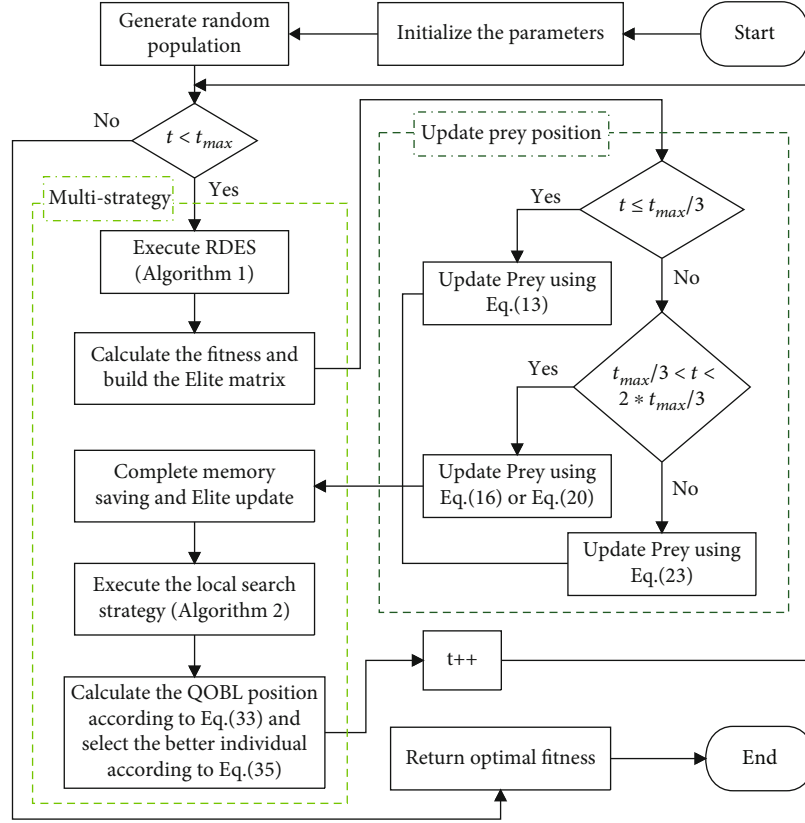 Start
Initialize the parameters
Generate random
population
t < t_max
No
Yes
Multi-strategy
Execute RDES
(Algorithm 1)
Calculate the fitness and
build the Elite matrix
Update prey position
t ≤ t_max/3
Yes
No
Update Prey using
Eq.(13)
t_max/3 < t <
2 * t_max/3
Yes
No
Update Prey using
Eq.(16) or Eq.(20)
Update Prey using
Eq.(23)
Complete memory
saving and Elite update
Execute the local search
strategy (Algorithm 2)
Calculate the QOBL position
according to Eq.(33) and
select the better individual
according to Eq.(35)
t++
Return optimal fitness
End